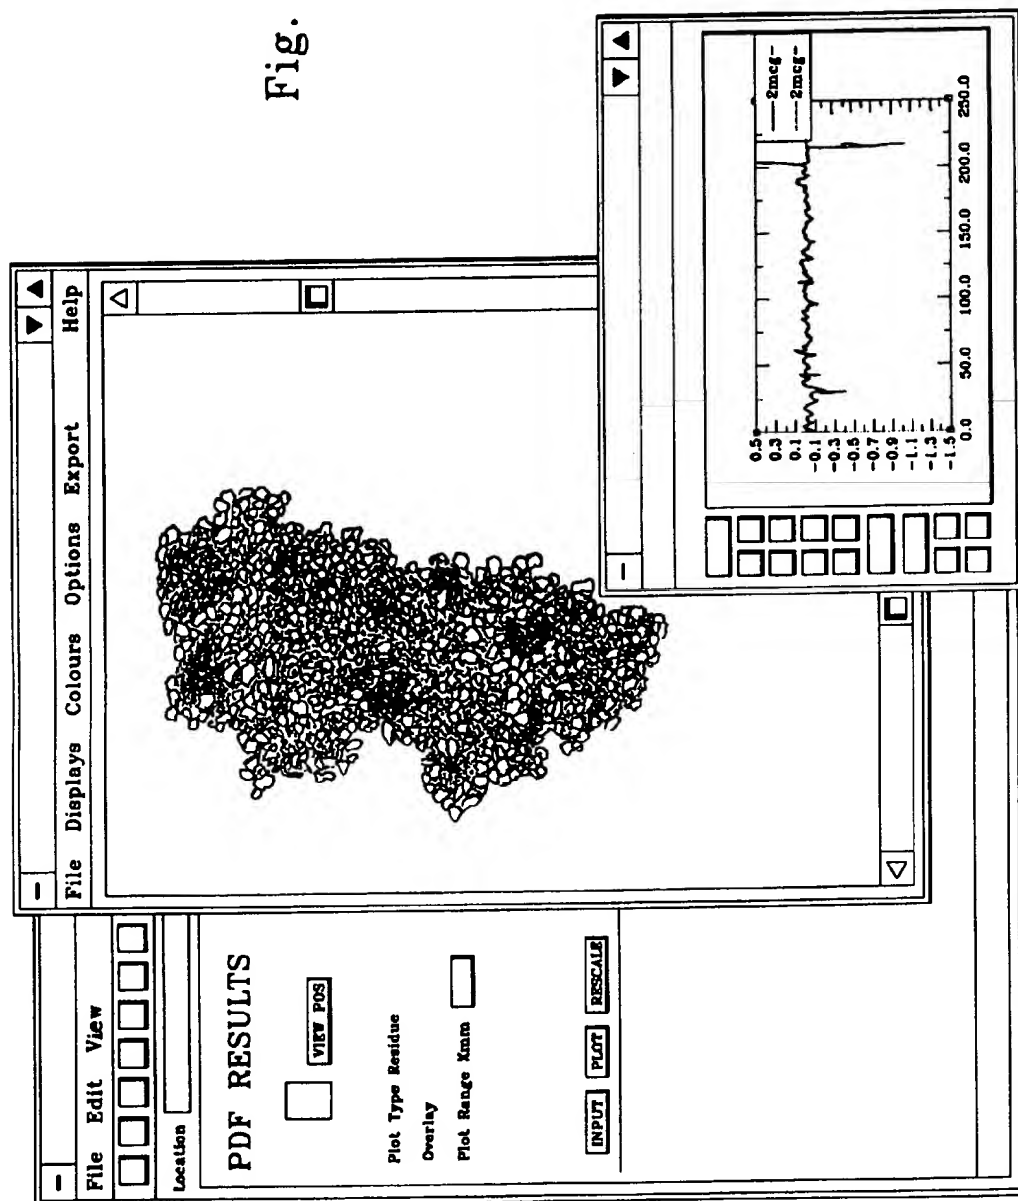 Fig.
File Edit View
Location
PDF RESULTS
VIEW POS
Plot Type Residue
Overlay
Plot Range Xmm
INPUT PLOT RESCALE
File Displays Colours Options Export Help
2mcg-
2mcg-
0.5
0.3
0.1
-0.1
-0.3
-0.5
-0.7
-0.9
-1.1
-1.3
-1.5
0.0 50.0 100.0 150.0 200.0 250.0